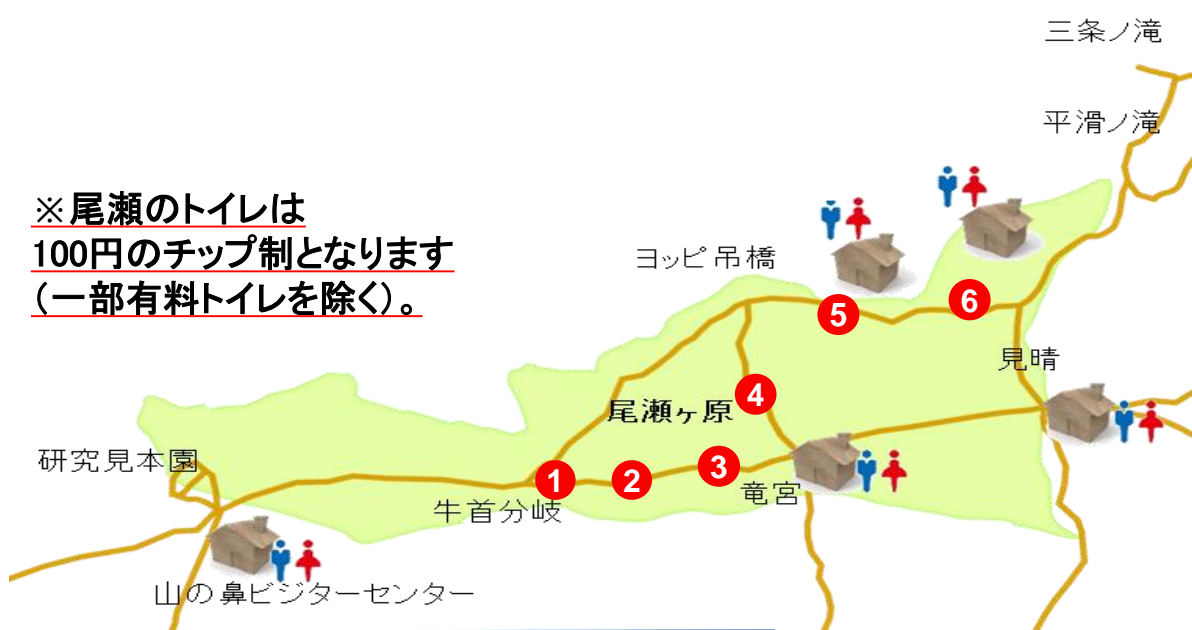 三条ノ滝
平滑ノ滝
※尾瀬のトイレは
100円のチップ制となります
（一部有料トイレを除く）。
ヨッピ吊橋
5
6
見晴
4
尾瀬ヶ原
研究見本園
1
2
3
竜宮
牛首分岐
山の鼻ビジターセンター